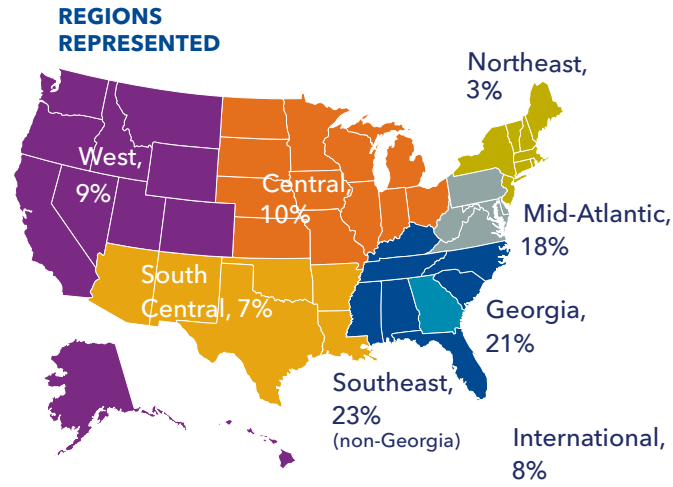 REGIONS
REPRESENTED
Northeast,
3%
West,
9%
Central,
10%
Mid-Atlantic,
18%
South
Central, 7%
Georgia,
21%
Southeast,
23%
(non-Georgia)
International,
8%